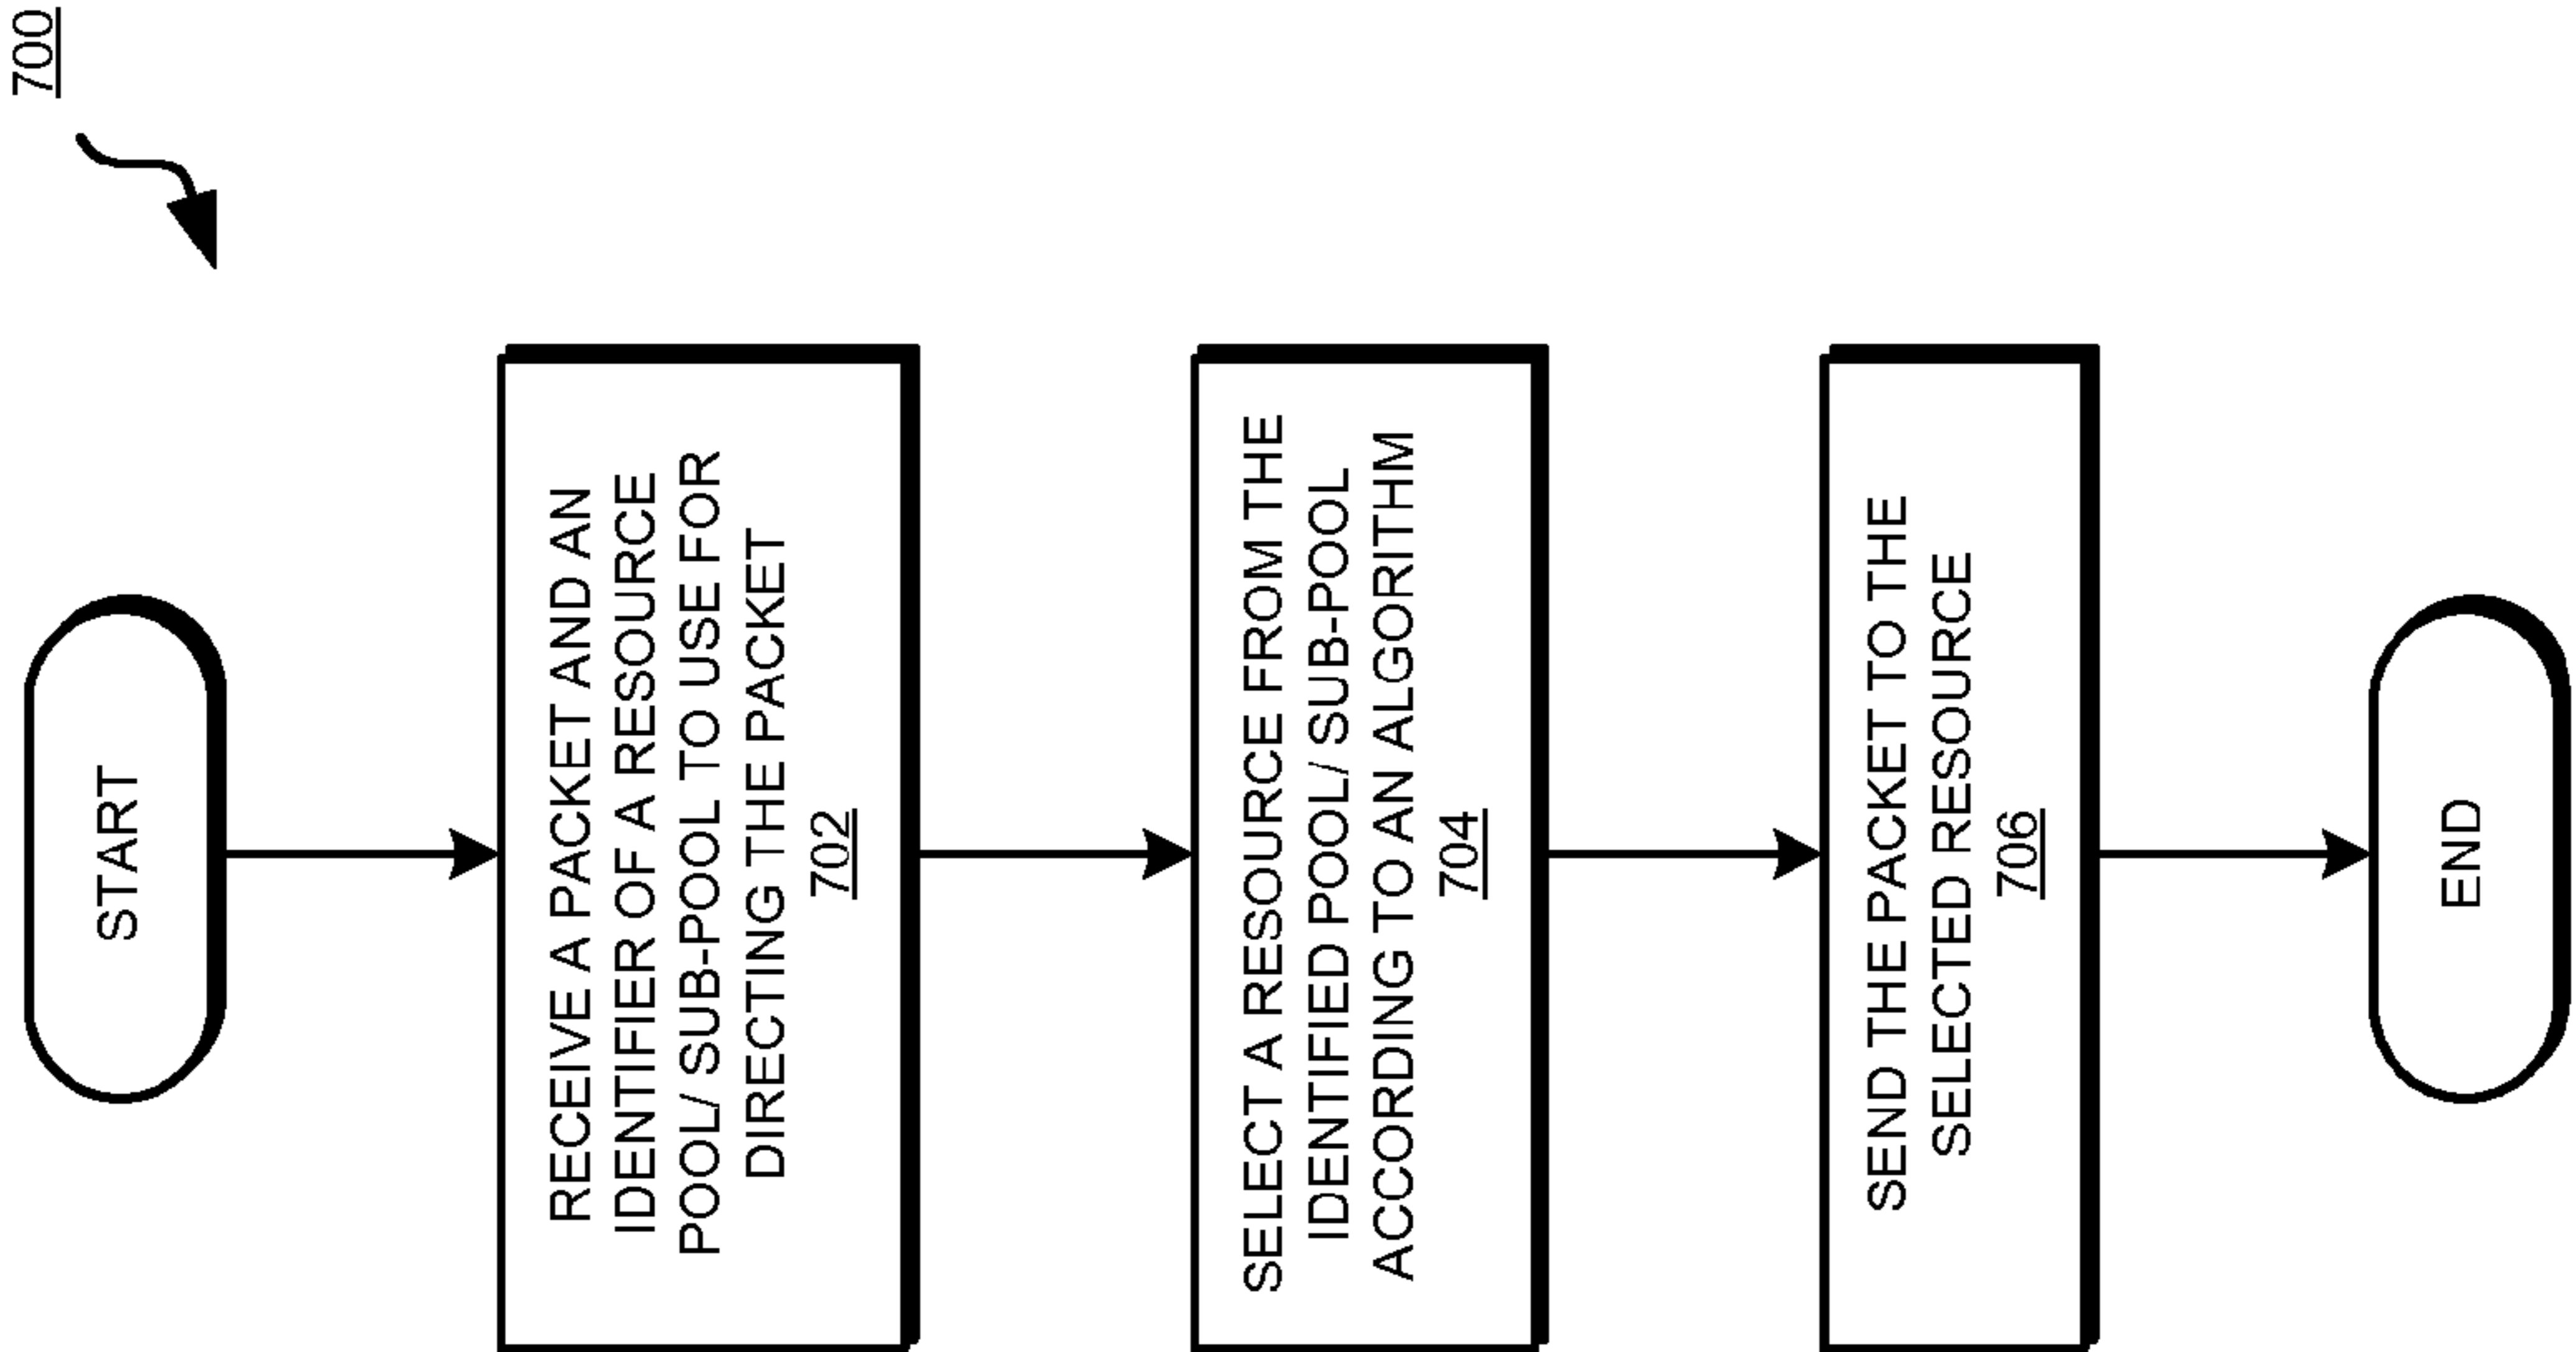 700
START
RECEIVE A PACKET AND AN
IDENTIFIER OF A RESOURCE
POOL/ SUB-POOL TO USE FOR
DIRECTING THE PACKET
702
SELECT A RESOURCE FROM THE
IDENTIFIED POOL/ SUB-POOL
ACCORDING TO AN ALGORITHM
704
SEND THE PACKET TO THE
SELECTED RESOURCE
706
END